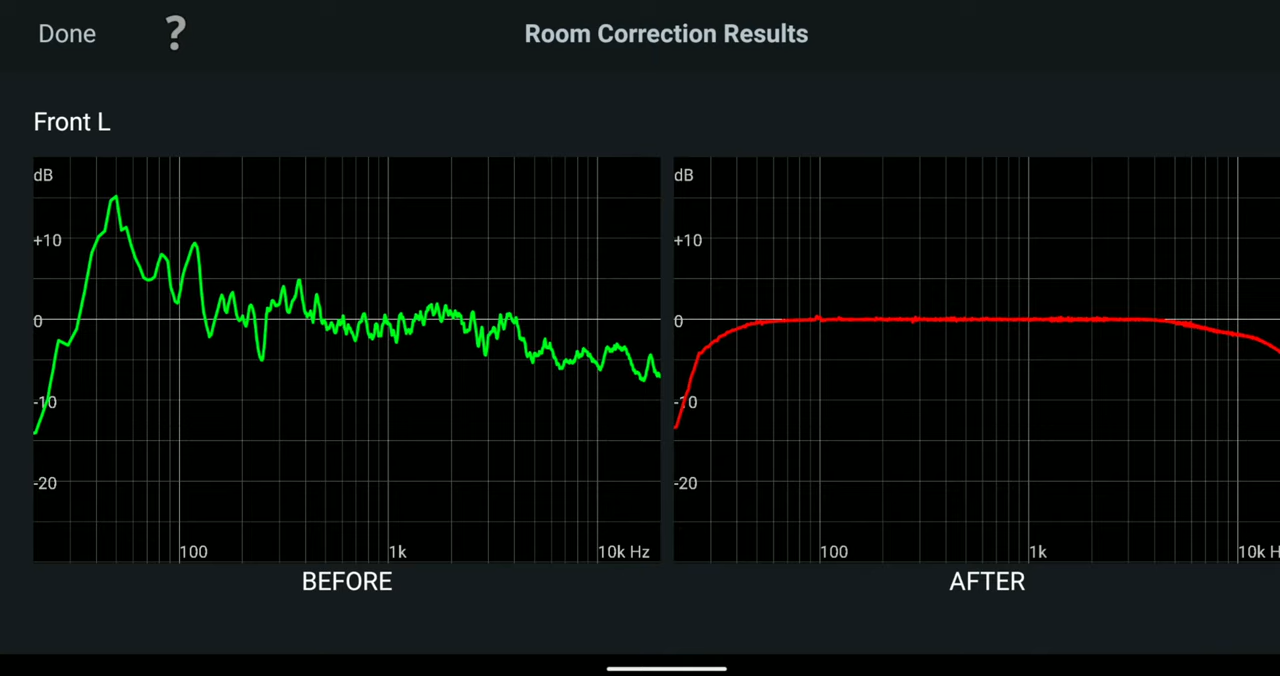 Done
?
Room Correction Results
Front L
dB
+10
0
-10
-20
100
1k
10k Hz
BEFORE
dB
+10
0
-10
-20
100
1k
10k H
AFTER